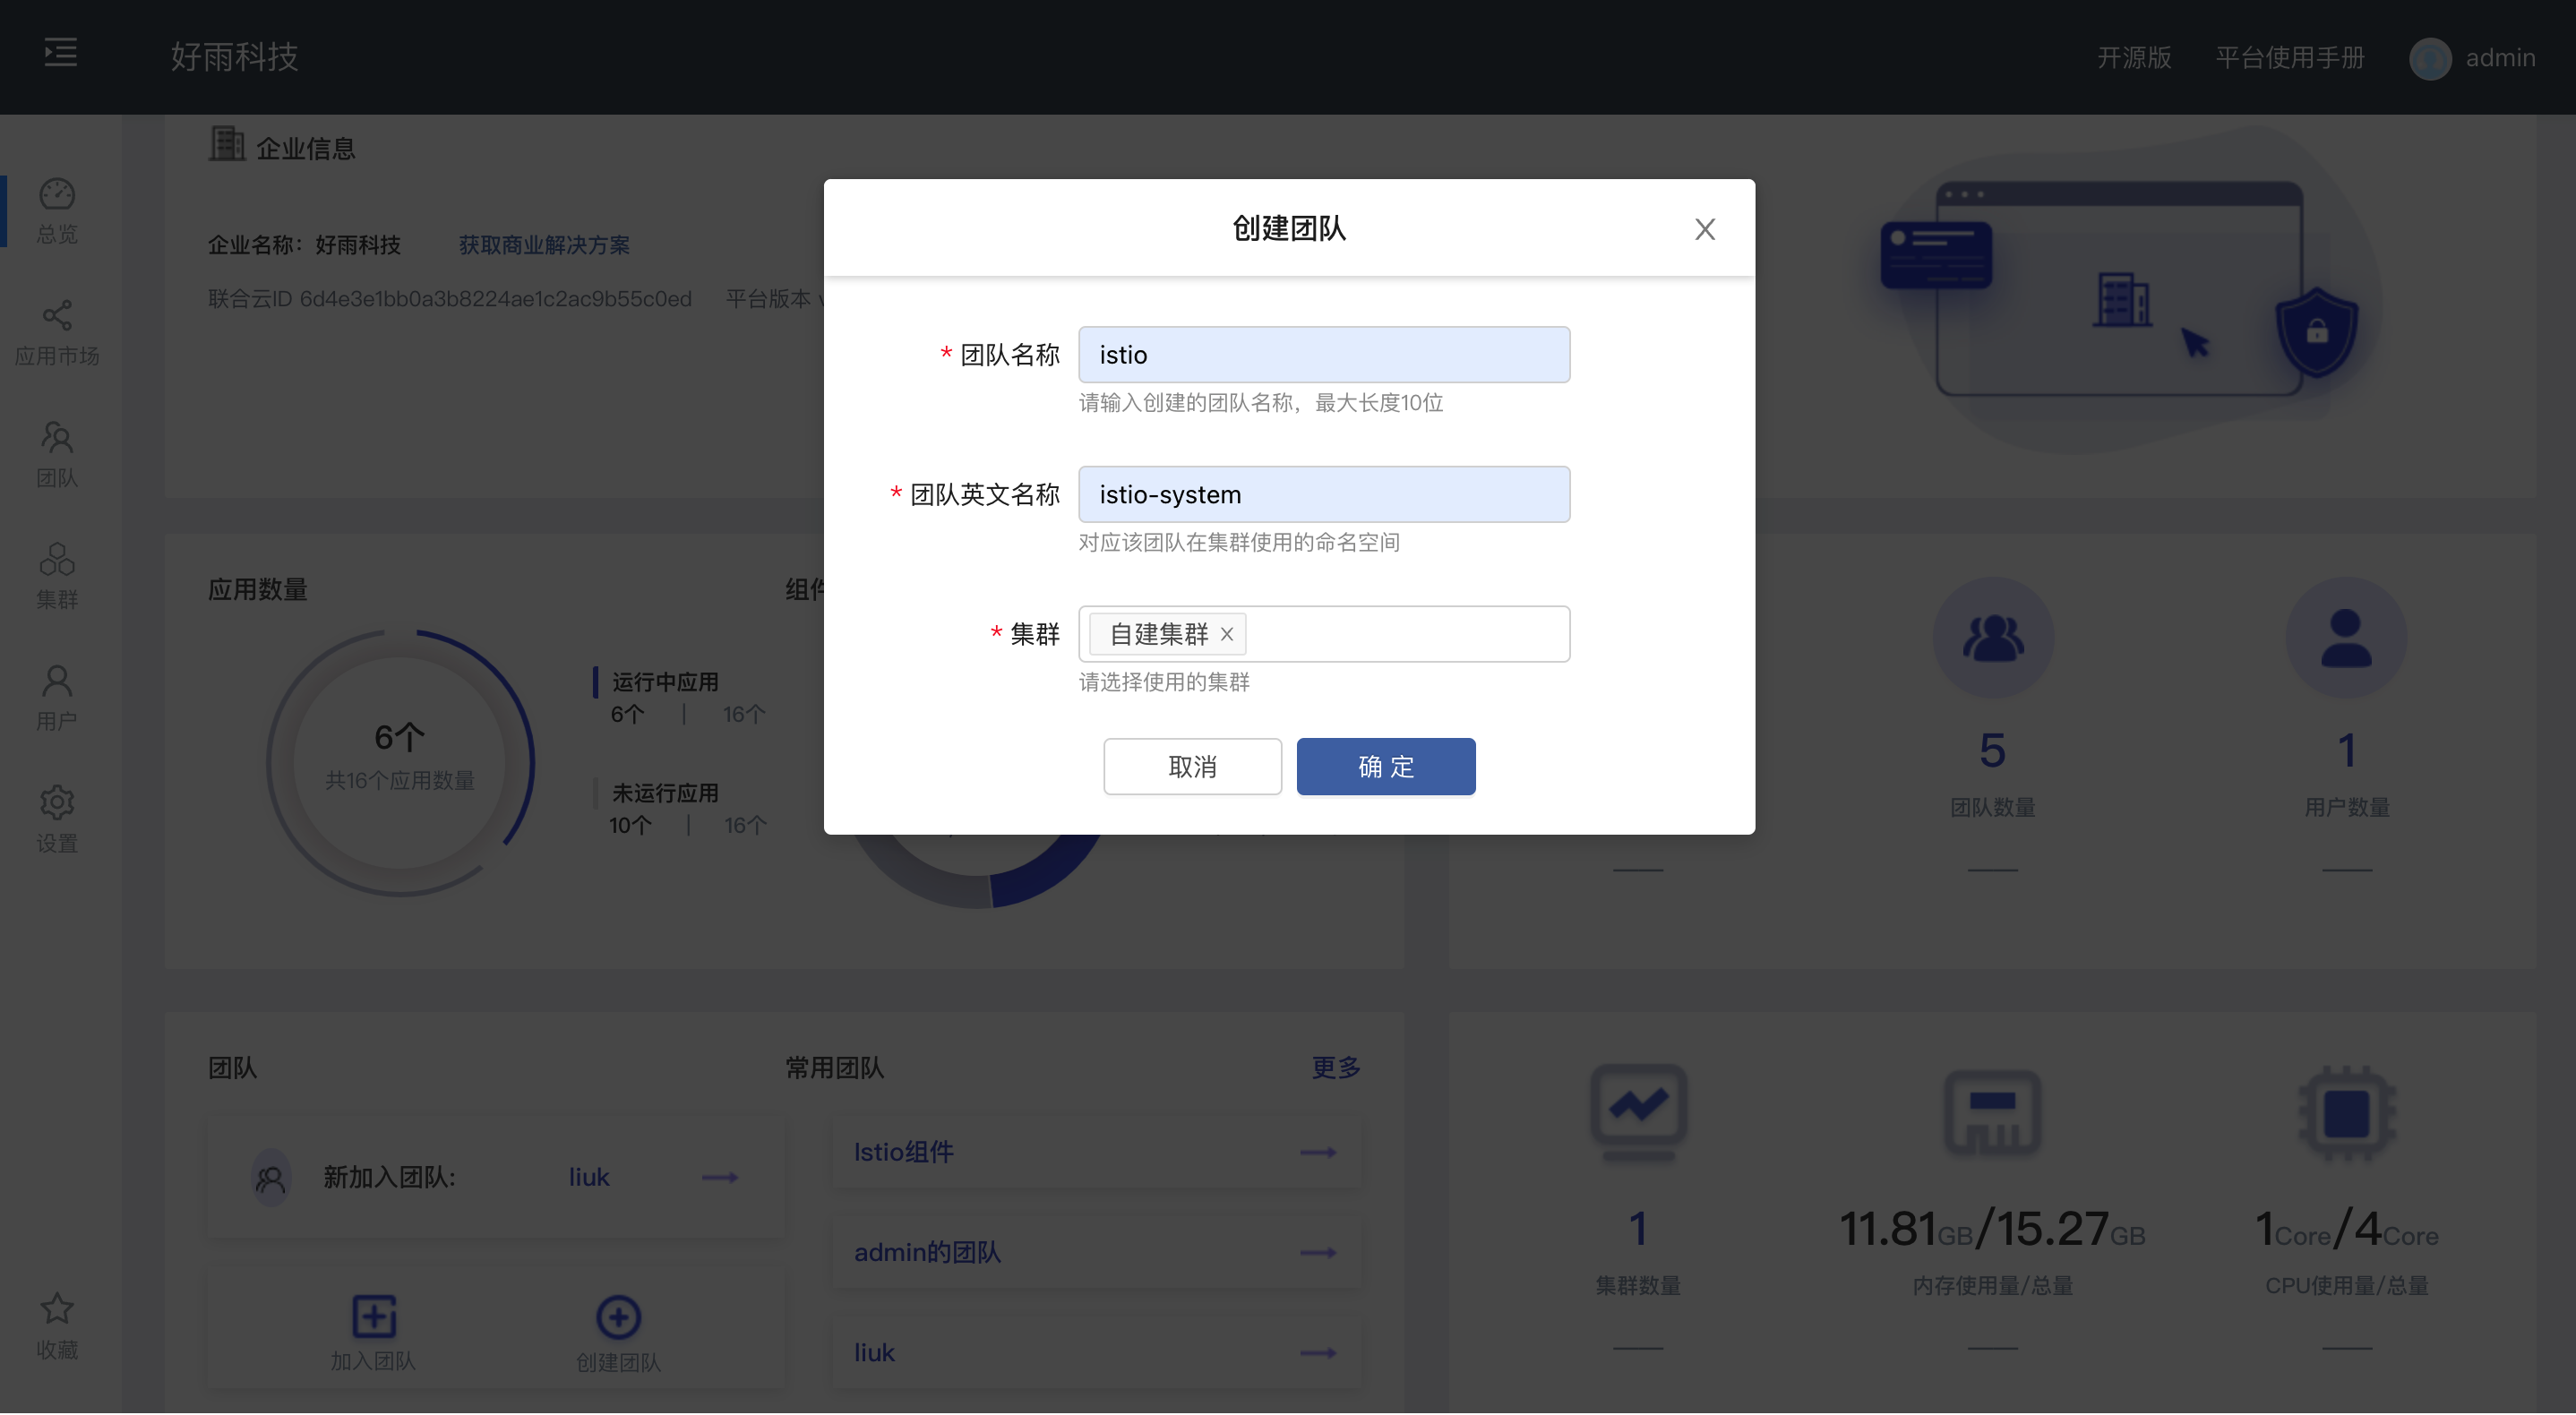 好雨科技
开源版 平台使用手册 admin
总览
应用市场
团队
集群
用户
设置
收藏
企业信息
企业名称：好雨科技 获取商业解决方案
联合云ID 6d4e3e1bb0a3b8224ae1c2ac9b55c0ed 平台版本
创建团队
* 团队名称 istio
请输入创建的团队名称，最大长度10位
* 团队英文名称 istio-system
对应该团队在集群使用的命名空间
* 集群 自建集群
请选择使用的集群
取消 确 定
应用数量
6个
共16个应用数量
运行中应用
6个 | 16个
未运行应用
10个 | 16个
组件
5
团队数量
1
用户数量
团队
新加入团队: liuk
加入团队 创建团队
常用团队 更多
Istio组件
admin的团队
liuk
1
集群数量
11.81GB/15.27GB
内存使用量/总量
1Core/4Core
CPU使用量/总量